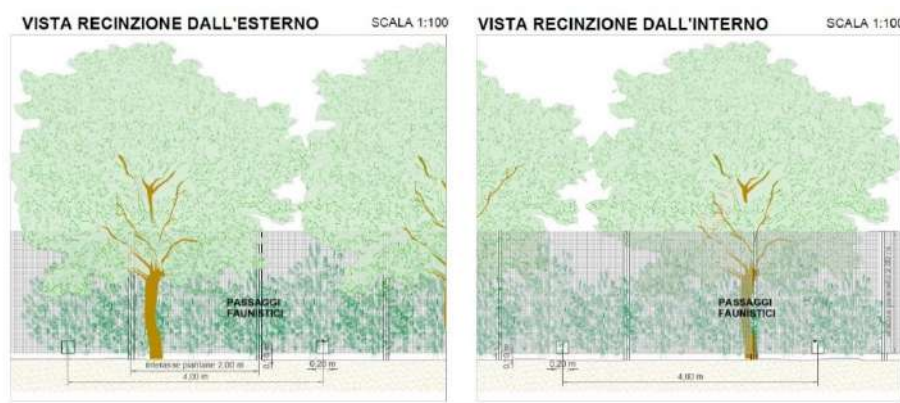 VISTA RECINZIONE DALL'ESTERNO
SCALA 1:100
PASSAGGI
FAUNISTICI
Interasse piantane 2,00 m
0,20 m
4,00 m
VISTA RECINZIONE DALL'INTERNO
SCALA 1:100
PASSAGGI
FAUNISTICI
0,20 m
4,00 m